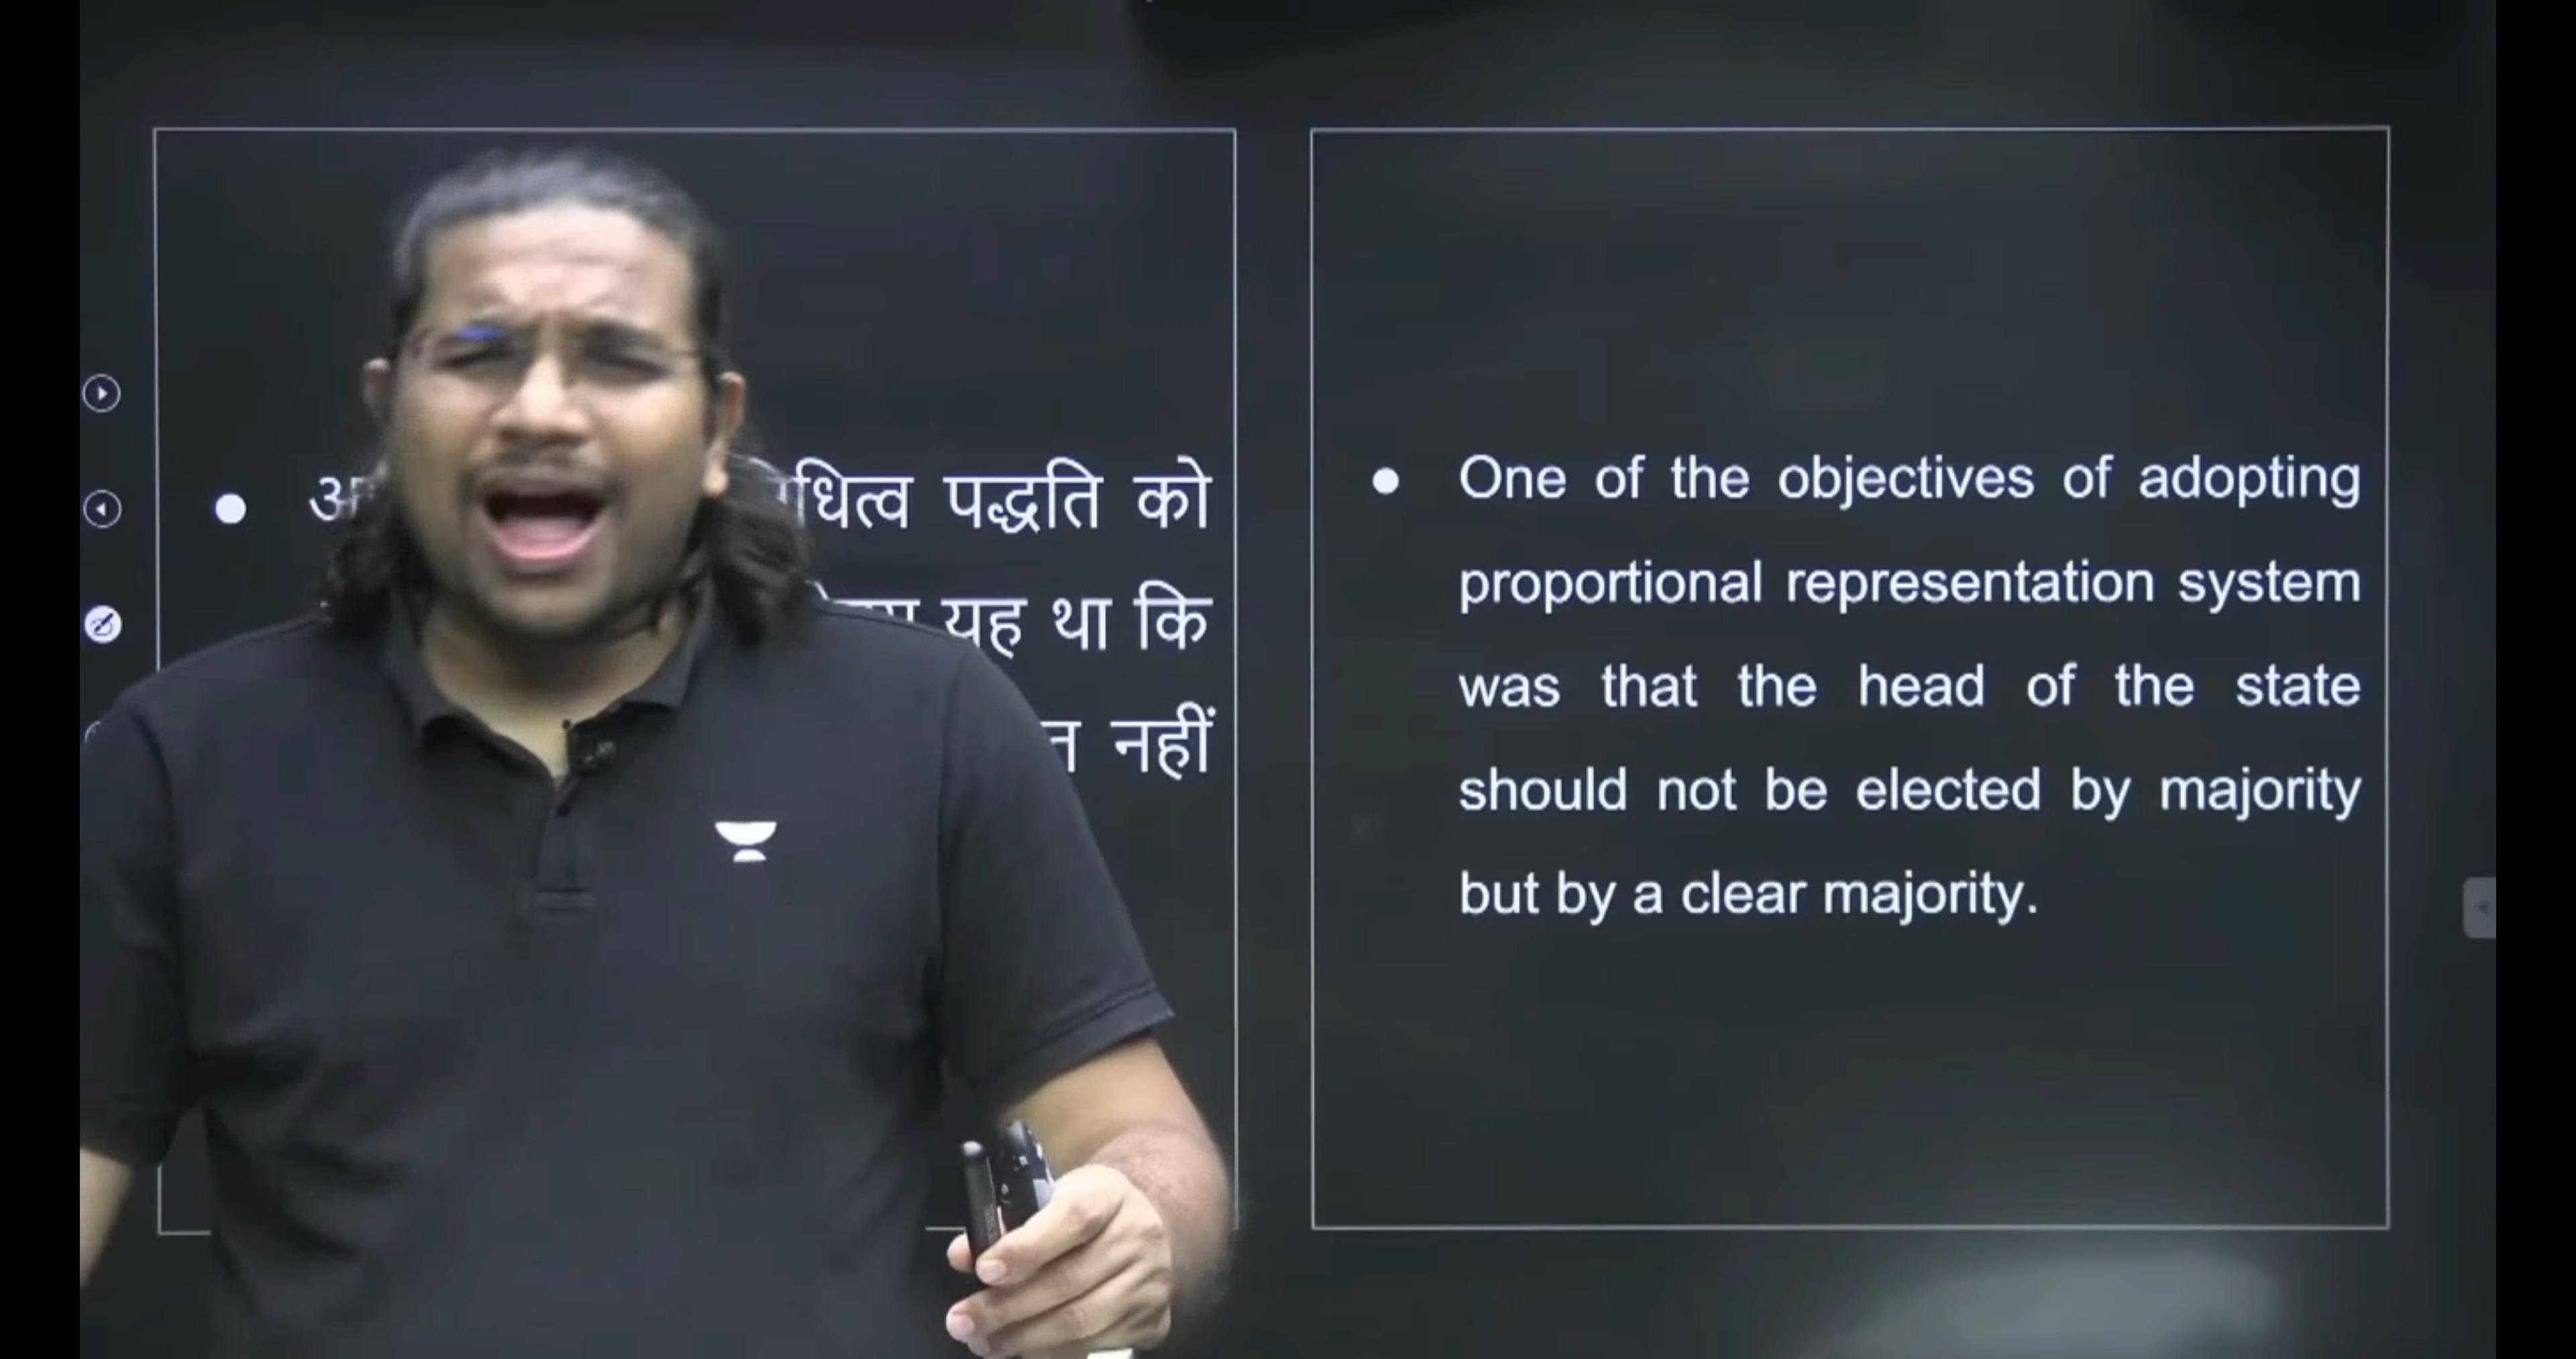 धित्व पद्धति को
यह था कि
नहीं
One of the objectives of adopting
proportional representation system
was that the head of the state
should not be elected by majority
but by a clear majority.